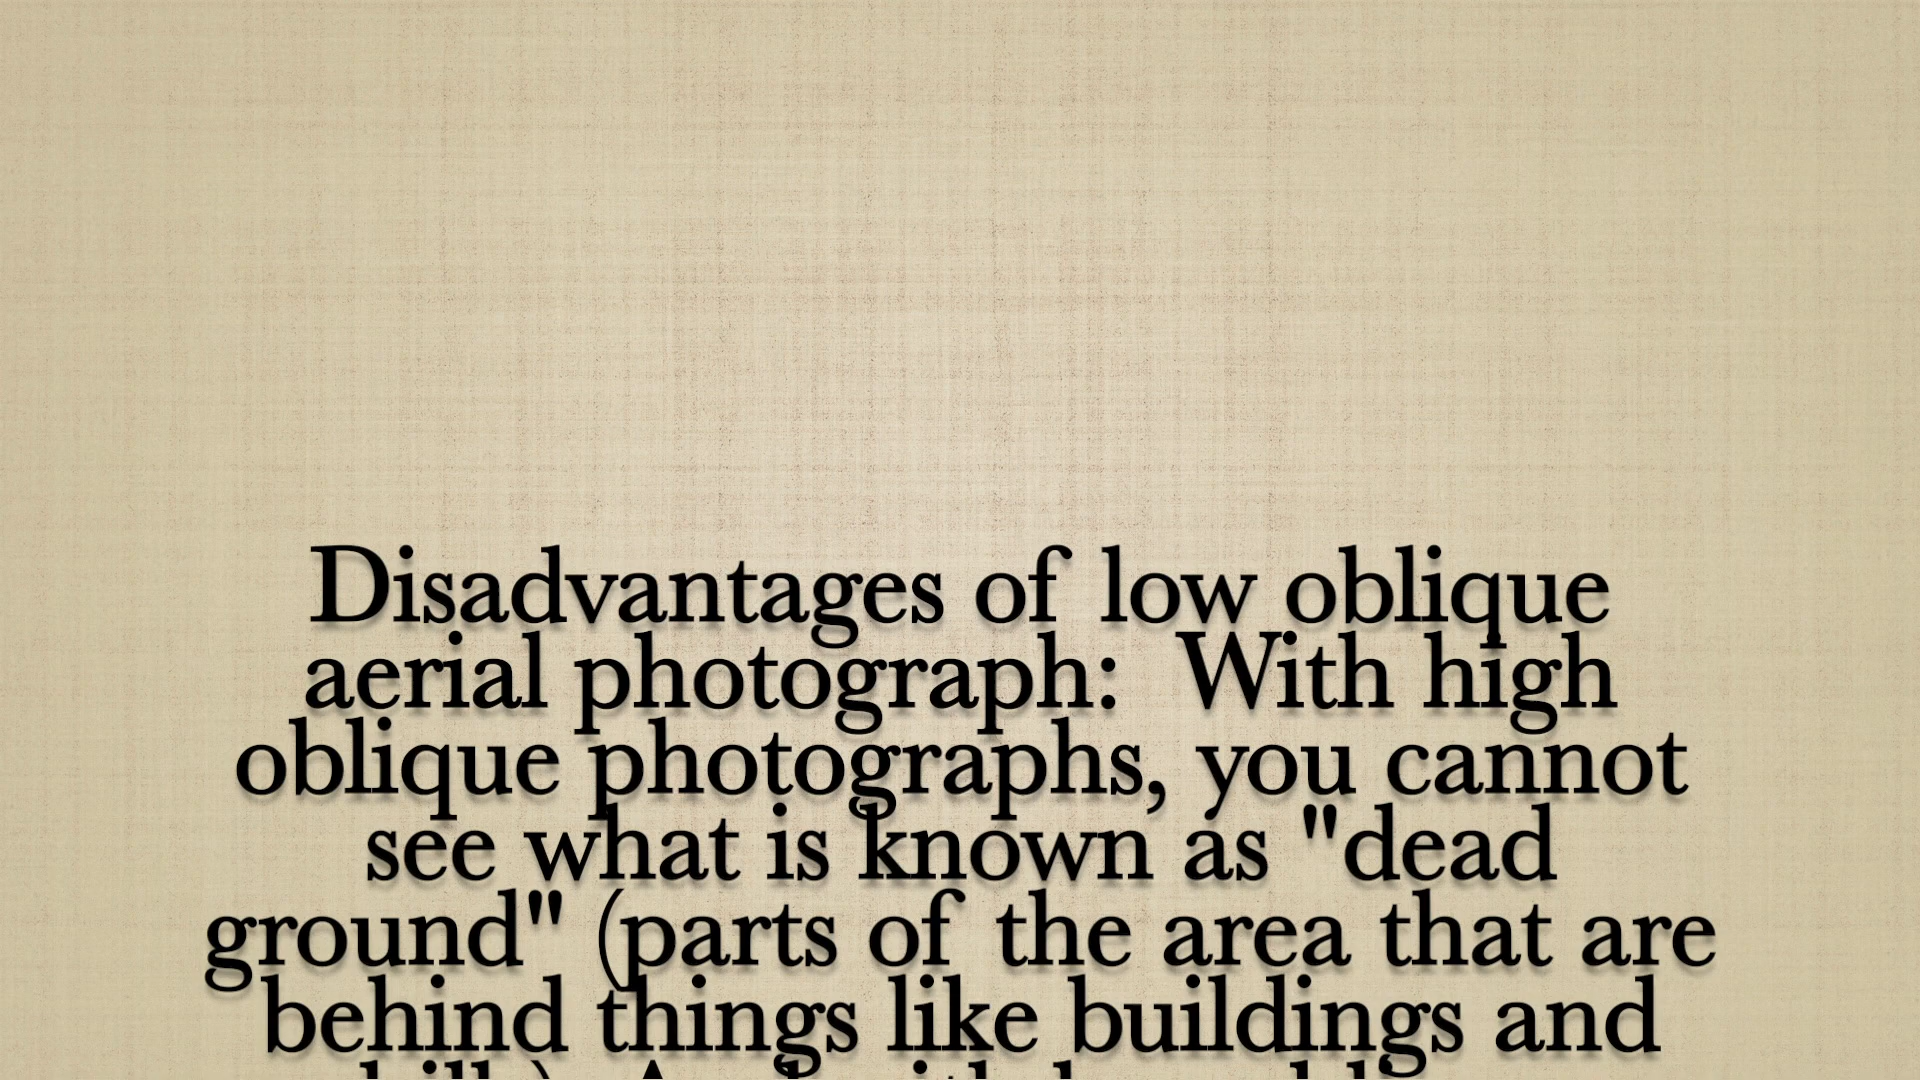 Disadvantages of low oblique
aerial photograph:  With high
oblique photographs, you cannot
see what is known as "dead
ground" (parts of the area that are
behind things like buildings and